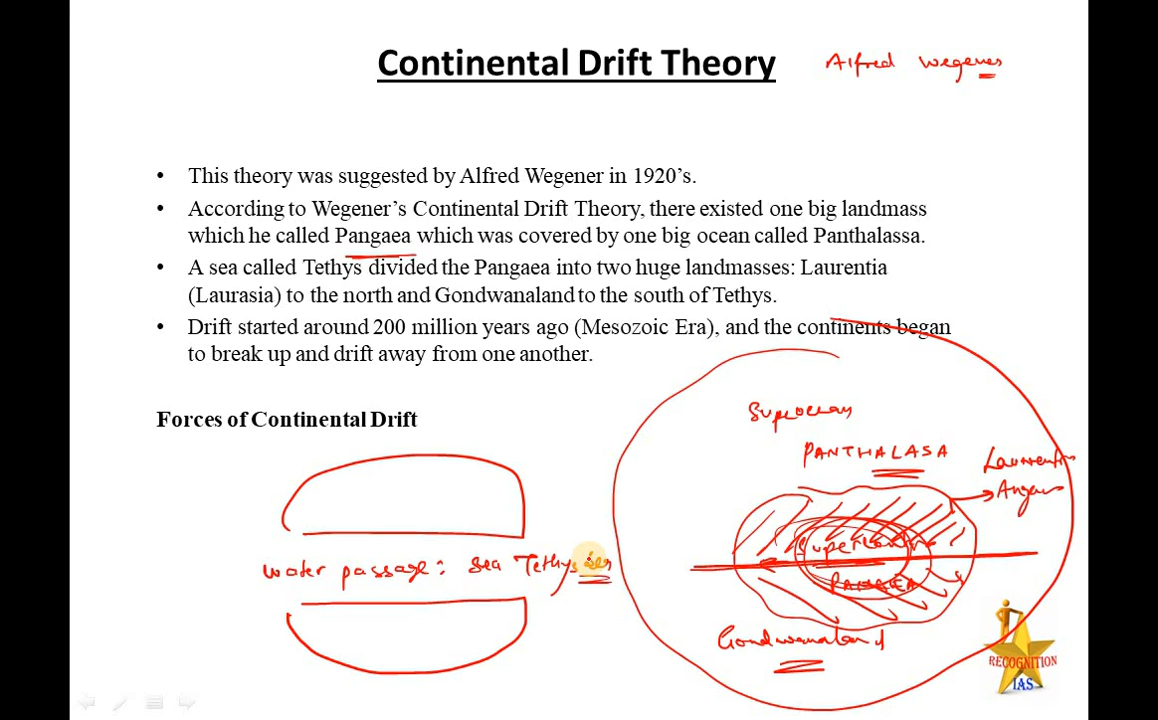 Continental Drift Theory
Alfred Wegener
• This theory was suggested by Alfred Wegener in 1920’s.
• According to Wegener’s Continental Drift Theory, there existed one big landmass
which he called Pangaea which was covered by one big ocean called Panthalassa.
• A sea called Tethys divided the Pangaea into two huge landmasses: Laurentia
(Laurasia) to the north and Gondwanaland to the south of Tethys.
• Drift started around 200 million years ago (Mesozoic Era), and the continents began
to break up and drift away from one another.
Forces of Continental Drift
PANTHALASA
water passage: sea Tethys sea
PANGEA
Gondwanaland
RECOGNITION
IAS